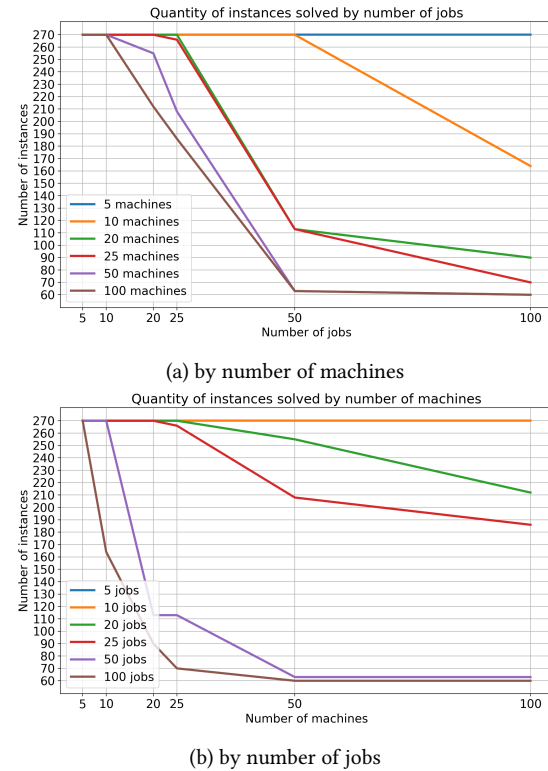 Quantity of instances solved by number of jobs
270
260
250
240
230
220
210
200
190
180
170
160
150
140
130
120
110
100
90
80
70
60
Number of instances
5 machines
10 machines
20 machines
25 machines
50 machines
100 machines
5 10 20 25 50 100
Number of jobs
(a) by number of machines
Quantity of instances solved by number of machines
270
260
250
240
230
220
210
200
190
180
170
160
150
140
130
120
110
100
90
80
70
60
Number of instances
5 jobs
10 jobs
20 jobs
25 jobs
50 jobs
100 jobs
5 10 20 25 50 100
Number of machines
(b) by number of jobs